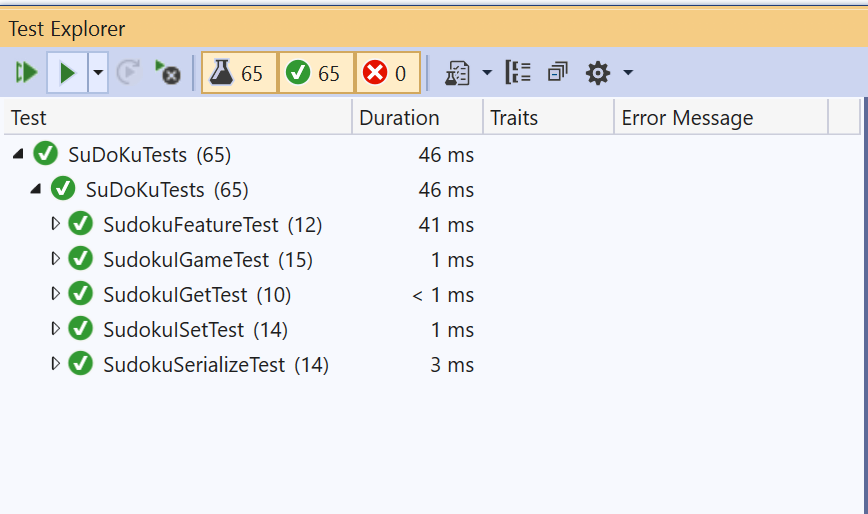 Test Explorer
65 65 0
Test Duration Traits Error Message
SuDoKuTests (65) 46 ms
SuDoKuTests (65) 46 ms
SudokuFeatureTest (12) 41 ms
SudokuIGameTest (15) 1 ms
SudokuIGetTest (10) < 1 ms
SudokuISetTest (14) 1 ms
SudokuSerializeTest (14) 3 ms